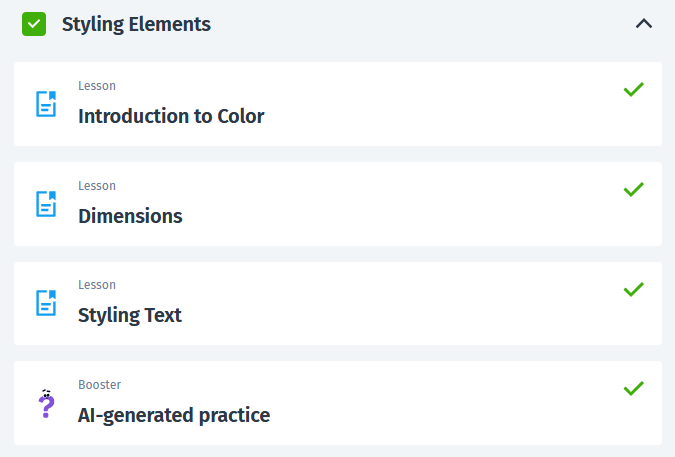 Styling Elements
Lesson
Introduction to Color
Lesson
Dimensions
Lesson
Styling Text
Booster
AI-generated practice